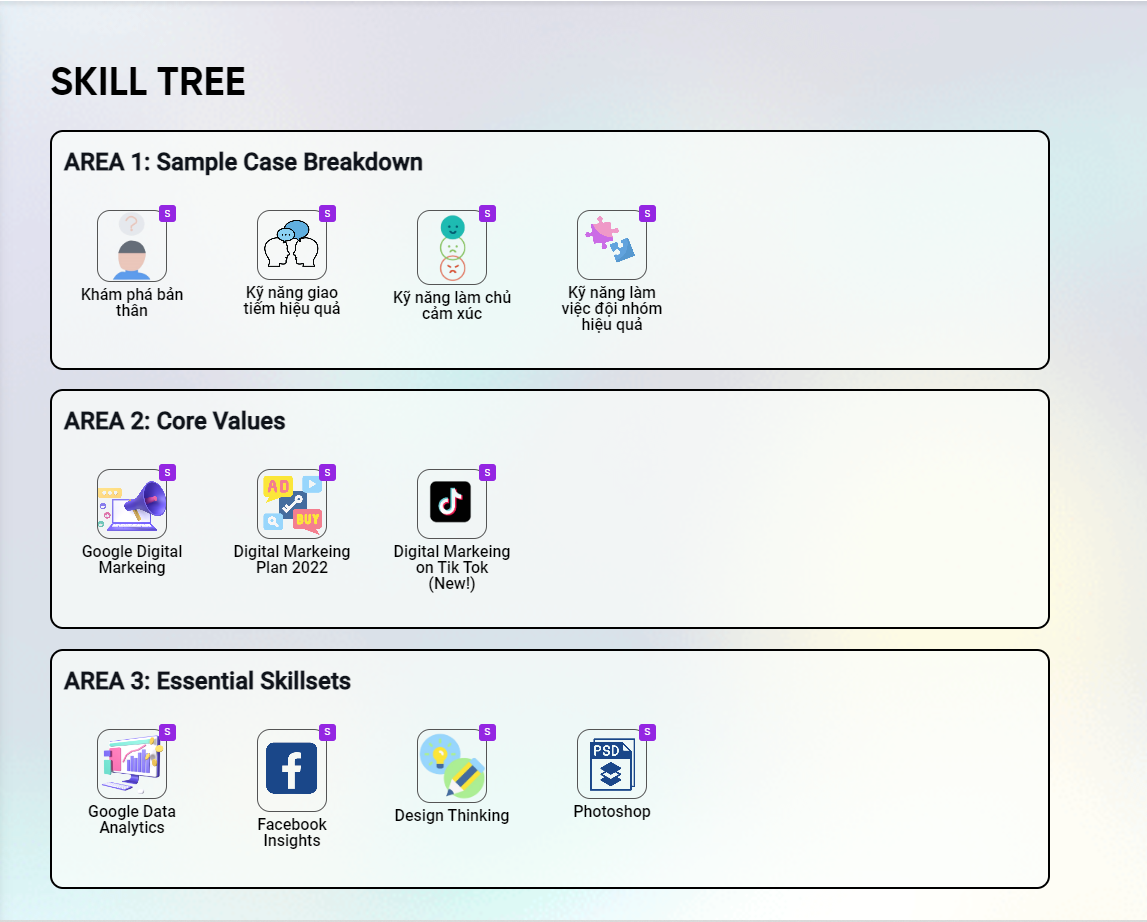 SKILL TREE
AREA 1: Sample Case Breakdown
?
S
S
S
S
Khám phá bản
thân
Kỹ năng giao
tiếm hiệu quả
Kỹ năng làm chủ
cảm xúc
Kỹ năng làm
việc đội nhóm
hiệu quả
AREA 2: Core Values
S
AD
BUY
S
S
Google Digital
Markeing
Digital Markeing
Plan 2022
Digital Markeing
on Tik Tok
(New!)
AREA 3: Essential Skillsets
S
S
S
PSD
S
Google Data
Analytics
Facebook
Insights
Design Thinking
Photoshop